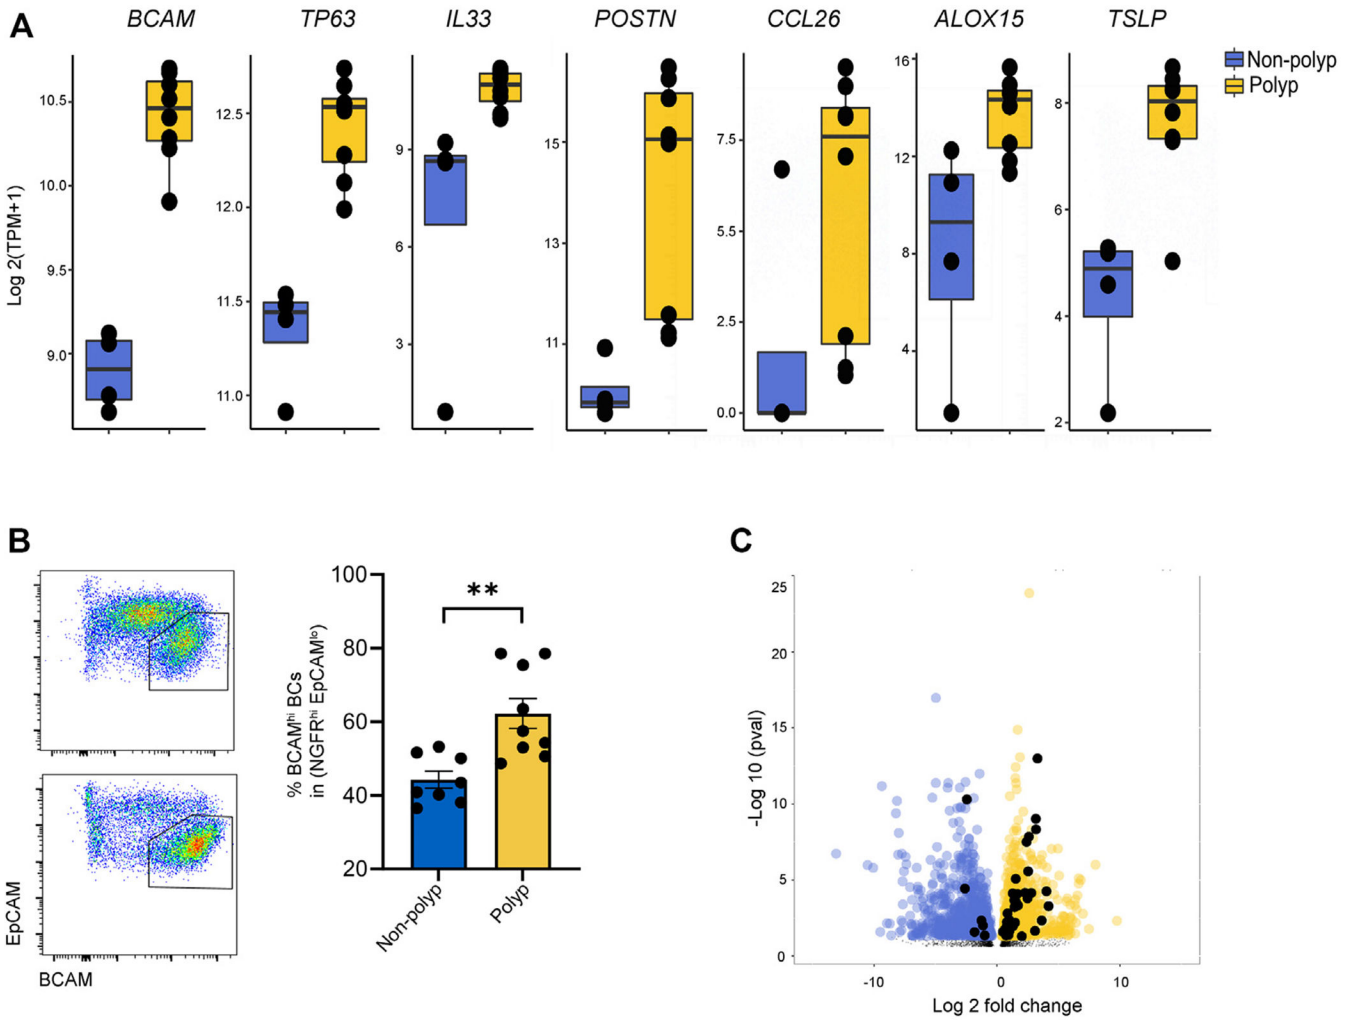 A
BCAM TP63 IL33 POSTN CCL26 ALOX15 TSLP
Non-polyp
Polyp
Log 2(TPM+1)
10.5
10.0
9.5
9.0
12.5
12.0
11.5
11.0
9
6
3
15
13
11
7.5
5.5
2.5
0.0
16
12
8
4
8
6
4
2
B
EpCAM
BCAM
% BCAMhi BCs
in (NGFRhi EpCAMlo)
100
80
60
40
20
**
Non-polyp
Polyp
C
-Log 10 (pval)
25
20
15
10
5
0
-10 0 10
Log 2 fold change